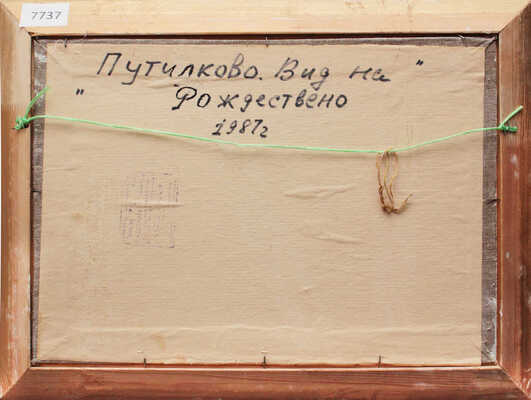 7737
Путилково. Вид на "
" Рождествено
1987г